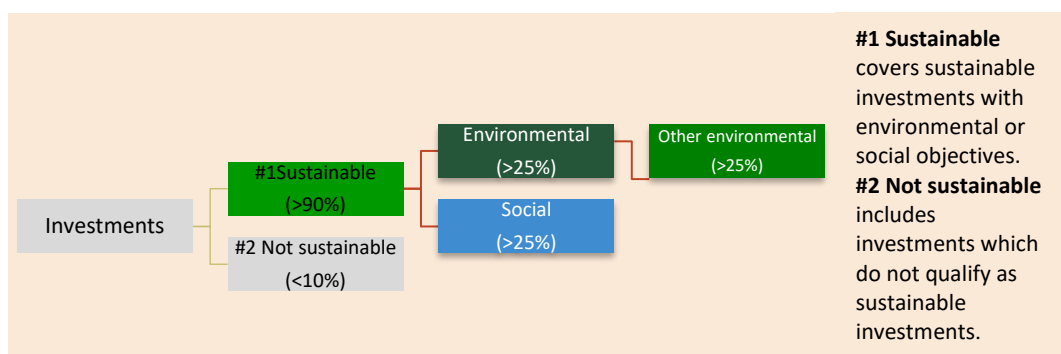 Investments
#1Sustainable
(>90%)
#2 Not sustainable
(<10%)
Environmental
(>25%)
Social
(>25%)
Other environmental
(>25%)
#1 Sustainable
covers sustainable
investments with
environmental or
social objectives.
#2 Not sustainable
includes
investments which
do not qualify as
sustainable
investments.